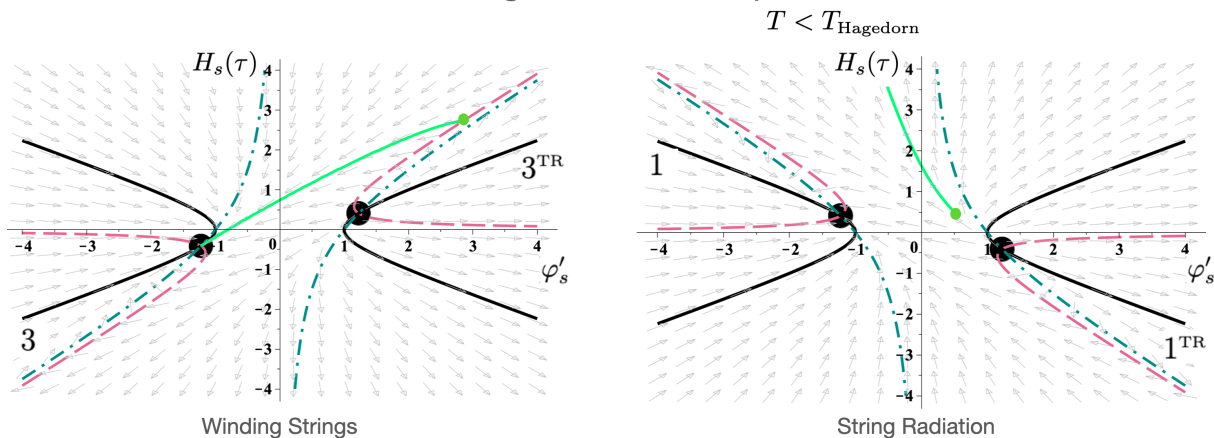 T < T_Hagedorn
H_s(τ)
4
3
2
1
-1
-2
-3
-4
-4 -3 -2 -1 0 1 2 3 4
3^TR
φ'_s
3
Winding Strings
H_s(τ)
4
3
2
1
-1
-2
-3
-4
-4 -3 -2 -1 0 1 2 3 4
1
φ'_s
1^TR
String Radiation